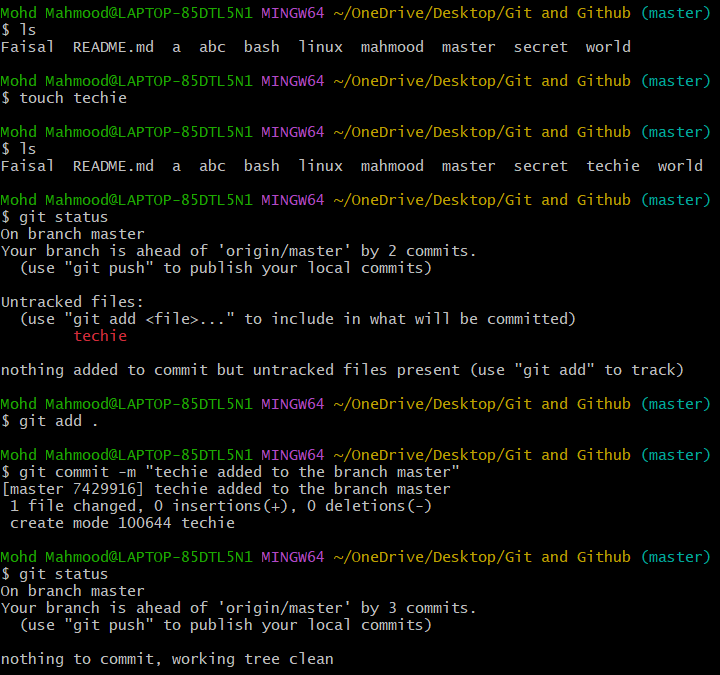 Mohd Mahmood@LAPTOP-85DTL5N1 MINGW64 ~/OneDrive/Desktop/Git and Github (master)
$ ls
Faisal  README.md  a  abc  bash  linux  mahmood  master  secret  world
Mohd Mahmood@LAPTOP-85DTL5N1 MINGW64 ~/OneDrive/Desktop/Git and Github (master)
$ touch techie
Mohd Mahmood@LAPTOP-85DTL5N1 MINGW64 ~/OneDrive/Desktop/Git and Github (master)
$ ls
Faisal  README.md  a  abc  bash  linux  mahmood  master  secret  techie  world
Mohd Mahmood@LAPTOP-85DTL5N1 MINGW64 ~/OneDrive/Desktop/Git and Github (master)
$ git status
On branch master
Your branch is ahead of 'origin/master' by 2 commits.
  (use "git push" to publish your local commits)
Untracked files:
  (use "git add <file>..." to include in what will be committed)
        techie
nothing added to commit but untracked files present (use "git add" to track)
Mohd Mahmood@LAPTOP-85DTL5N1 MINGW64 ~/OneDrive/Desktop/Git and Github (master)
$ git add .
Mohd Mahmood@LAPTOP-85DTL5N1 MINGW64 ~/OneDrive/Desktop/Git and Github (master)
$ git commit -m "techie added to the branch master"
[master 7429916] techie added to the branch master
 1 file changed, 0 insertions(+), 0 deletions(-)
 create mode 100644 techie
Mohd Mahmood@LAPTOP-85DTL5N1 MINGW64 ~/OneDrive/Desktop/Git and Github (master)
$ git status
On branch master
Your branch is ahead of 'origin/master' by 3 commits.
  (use "git push" to publish your local commits)
nothing to commit, working tree clean